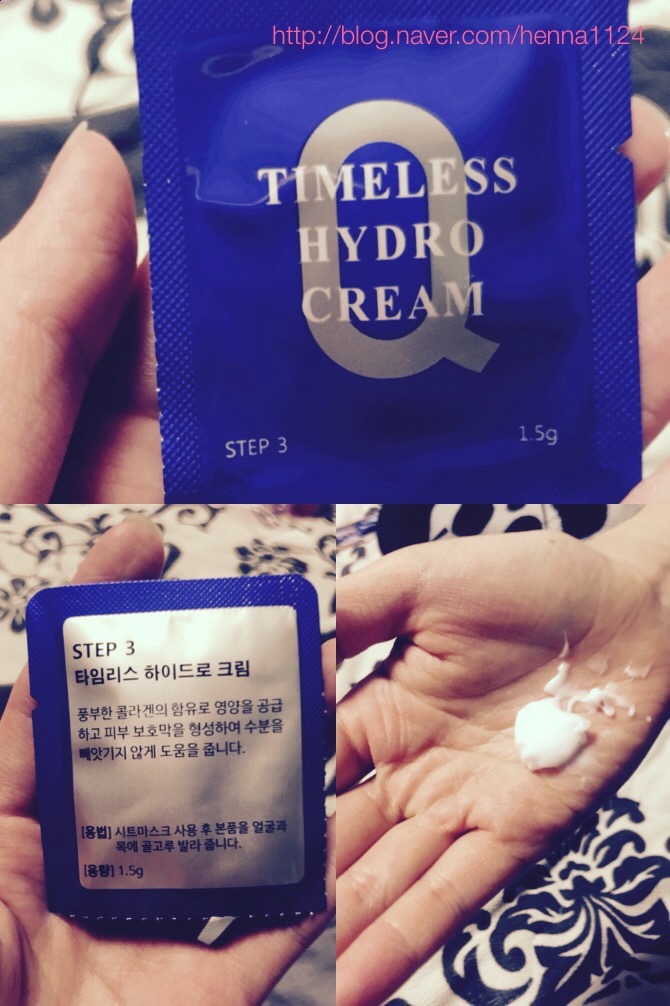 http://blog.naver.com/henna1124
Q
TIMELESS
HYDRO
CREAM
STEP 3
1.5g
STEP 3
타임리스 하이드로 크림
풍부한 콜라겐의 함유로 영양을 공급
하고 피부 보호막을 형성하여 수분을
빼앗기지 않게 도움을 줍니다.
[용법] 시트마스크 사용 후 본품을 얼굴과
목에 골고루 발라 줍니다.
[용량] 1.5g